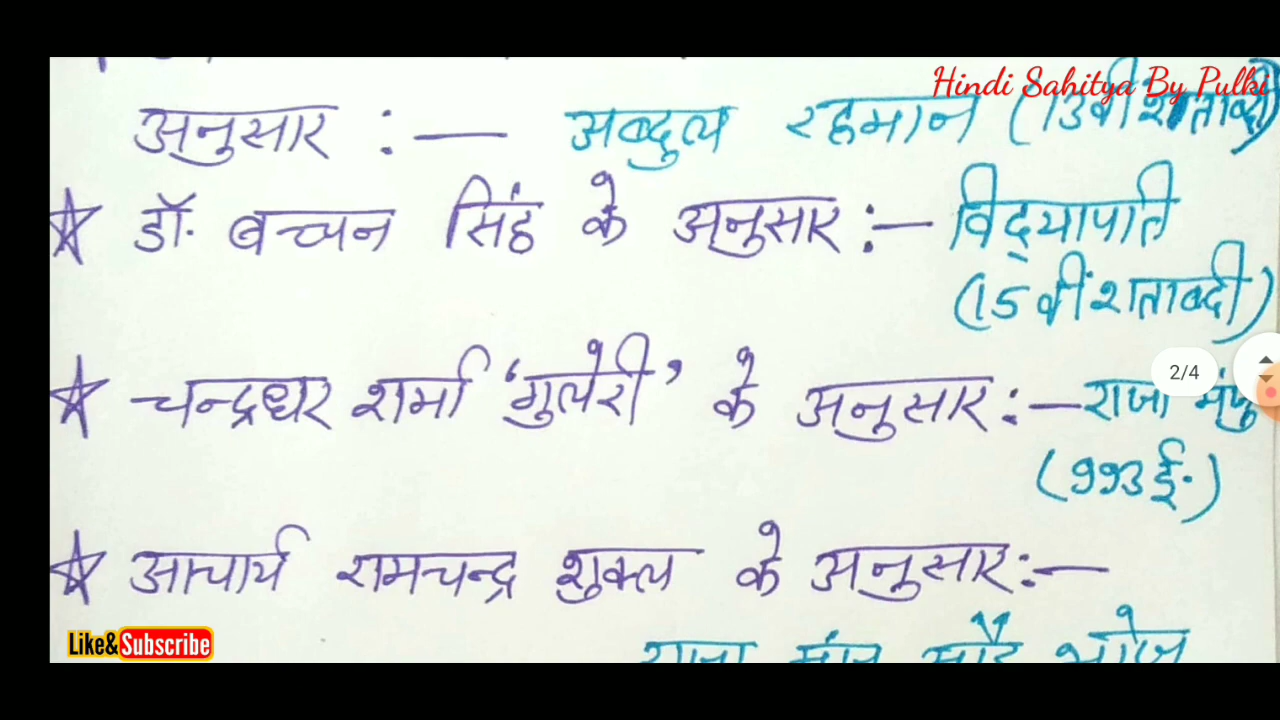 Hindi Sahitya By Pulki
अनुसार :— अब्दुल रहमान (13वीं शताब्दी)
☆ डॉ. बच्चन सिंह के अनुसार :— विद्यापति
(15वीं शताब्दी)
☆ चन्द्रधर शर्मा 'गुलेरी' के अनुसार :— राजा मुंज
2/4
(993 ई.)
☆ आचार्य रामचन्द्र शुक्ल के अनुसार :—
राजा मुंज और भोज
Like& Subscribe